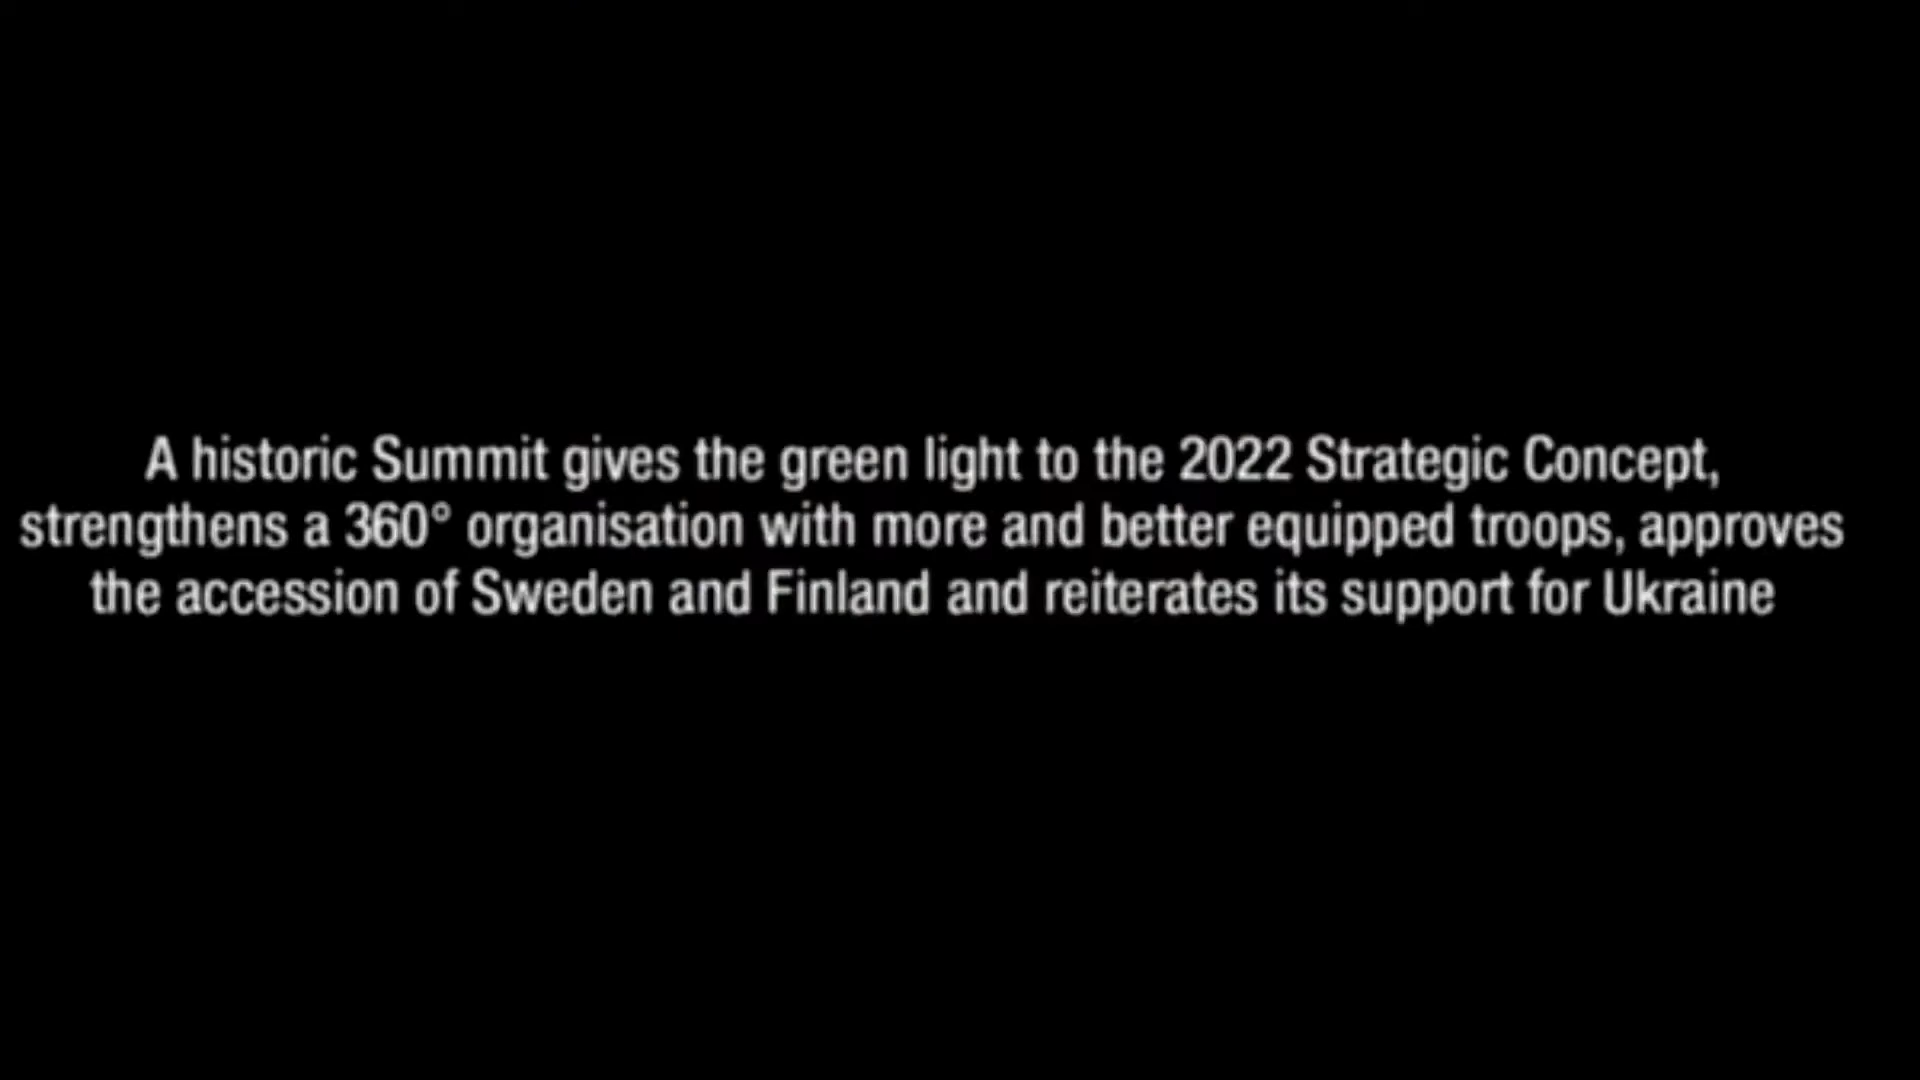 A historic Summit gives the green light to the 2022 Strategic Concept,
strengthens a 360° organisation with more and better equipped troops, approves
the accession of Sweden and Finland and reiterates its support for Ukraine